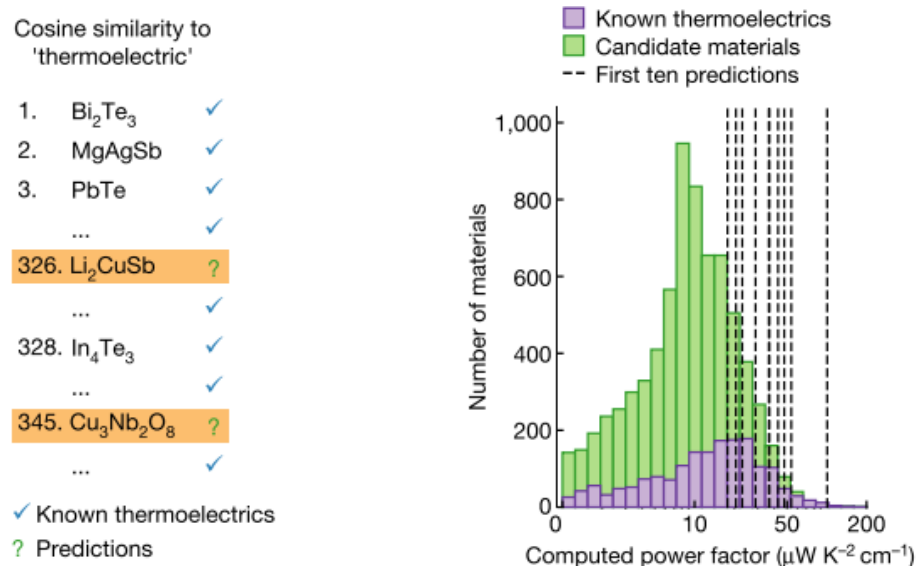 Cosine similarity to
'thermoelectric'
1. Bi₂Te₃ ✓
2. MgAgSb ✓
3. PbTe ✓
... ✓
326. Li₂CuSb ?
... ✓
328. In₄Te₃ ✓
... ✓
345. Cu₃Nb₂O₈ ?
... ✓
✓ Known thermoelectrics
? Predictions
Known thermoelectrics
Candidate materials
First ten predictions
Number of materials
1,000
800
600
400
200
0
0 10 50 200
Computed power factor (μW K⁻² cm⁻¹)